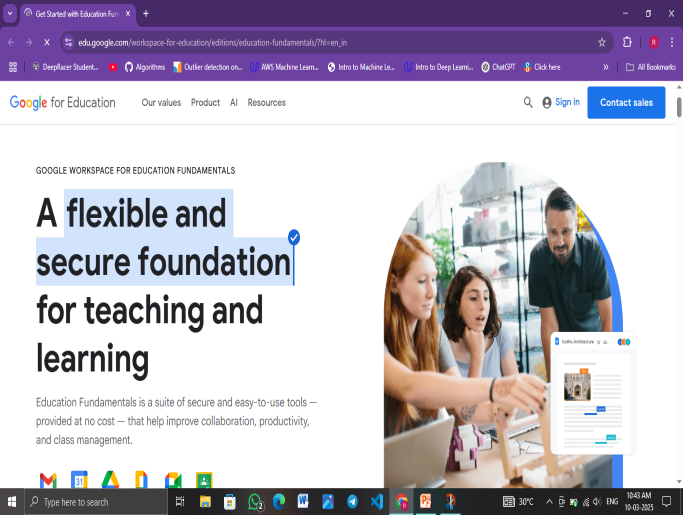 Get Started with Education Fun
edu.google.com/workspace-for-education/editions/education-fundamentals/?hl=en_in
R
DeepRacer Student...
Algorithms
Outlier detection on...
AWS Machine Learn...
Intro to Machine Le...
Intro to Deep Learni...
ChatGPT
Click here
»
All Bookmarks
Google for Education
Our values
Product
AI
Resources
Sign in
Contact sales
GOOGLE WORKSPACE FOR EDUCATION FUNDAMENTALS
A flexible and
secure foundation
for teaching and
learning
Education Fundamentals is a suite of secure and easy-to-use tools —
provided at no cost — that help improve collaboration, productivity,
and class management.
Gothic Architecture
31
Type here to search
2
30°C
ENG
10:43 AM
10-03-2025